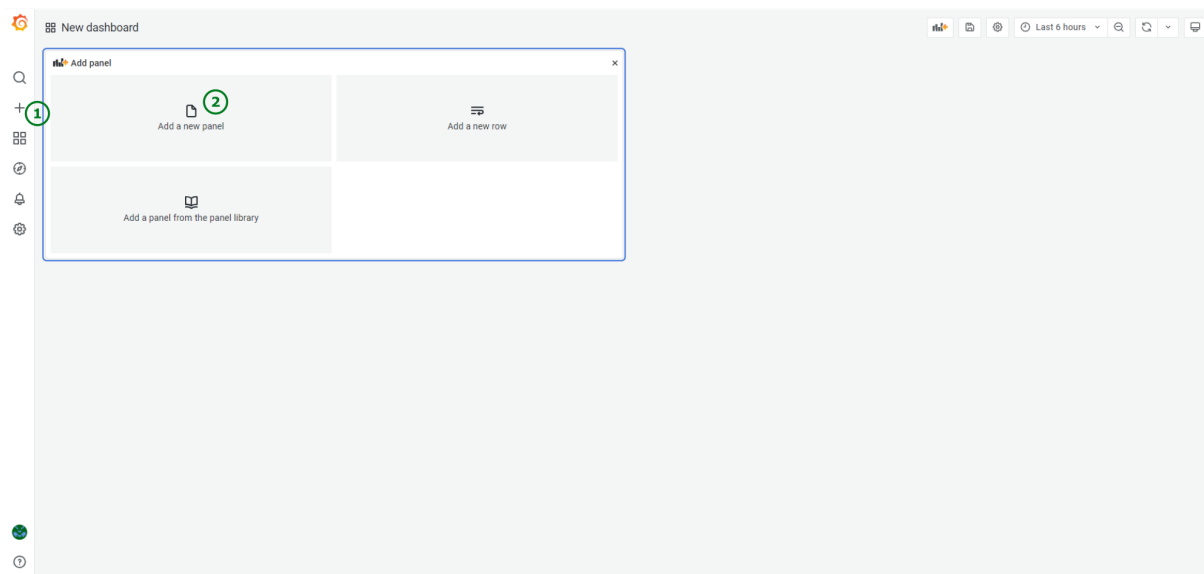 New dashboard
Last 6 hours
Add panel
1
2
Add a new panel
Add a new row
Add a panel from the panel library